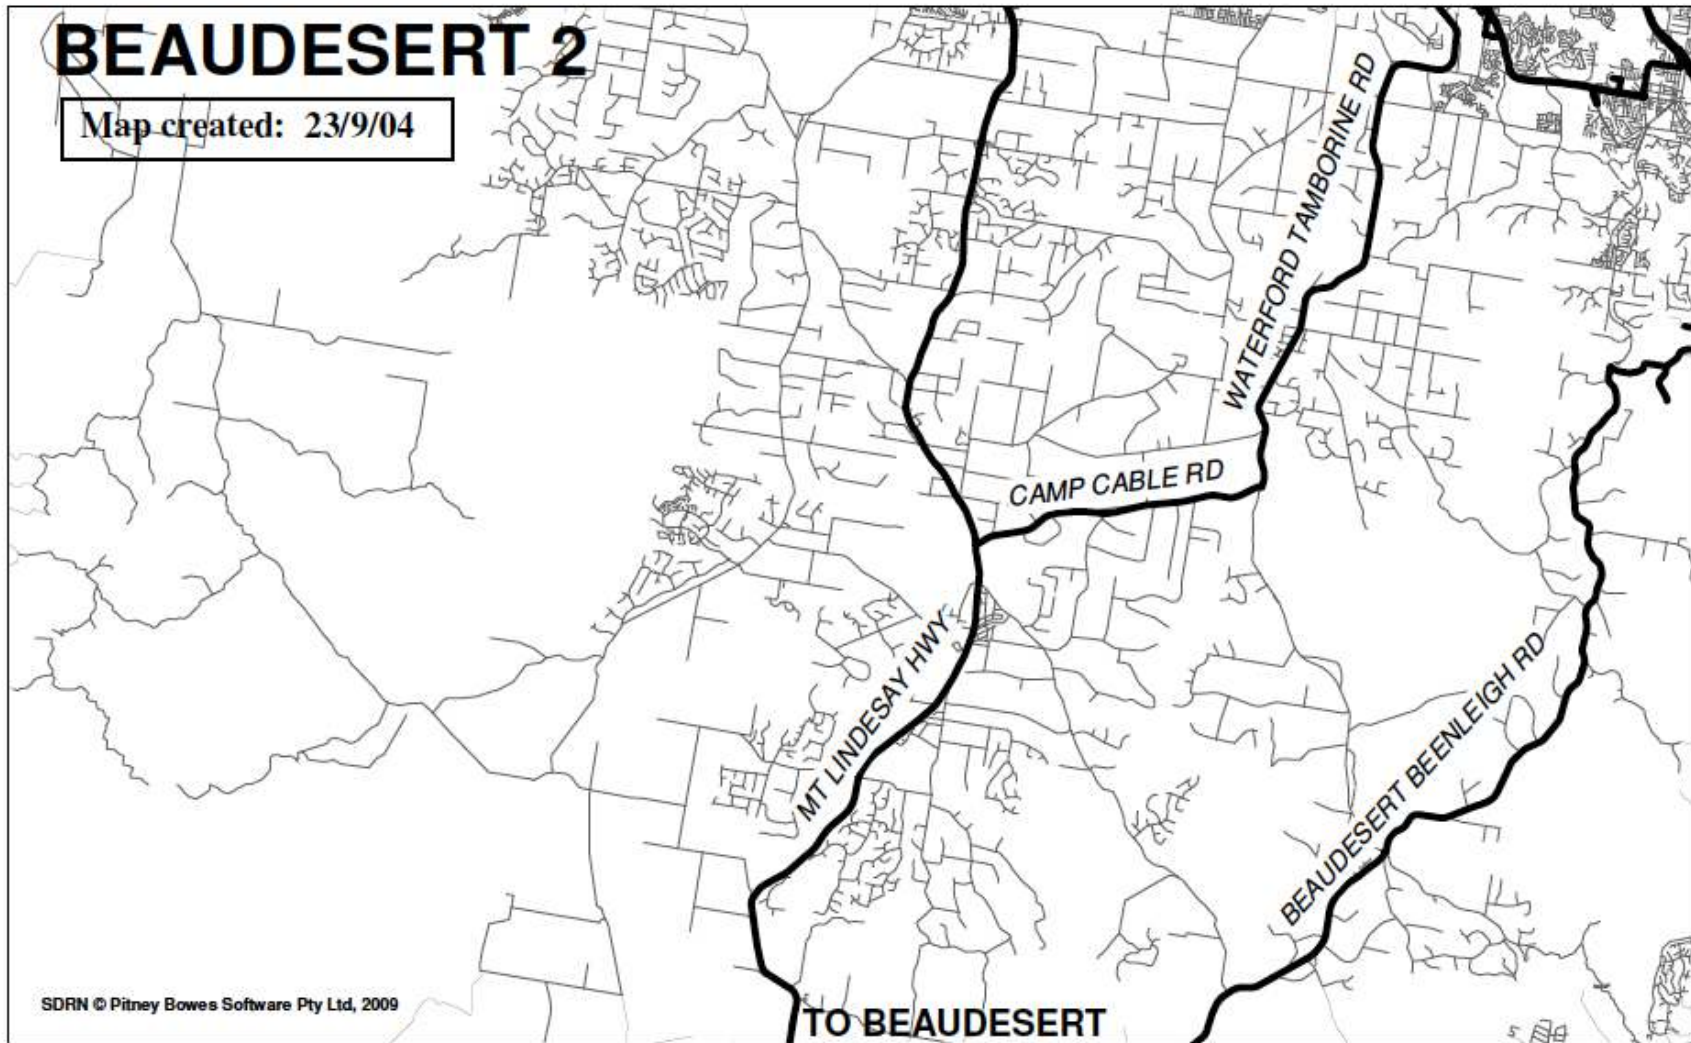 BEAUDESERT 2
Map created: 23/9/04
WATERFORD TAMBORINE RD
CAMP CABLE RD
MT LINDESAY HWY
BEAUDESERT BEENLEIGH RD
SDRN © Pitney Bowes Software Pty Ltd, 2009
TO BEAUDESERT